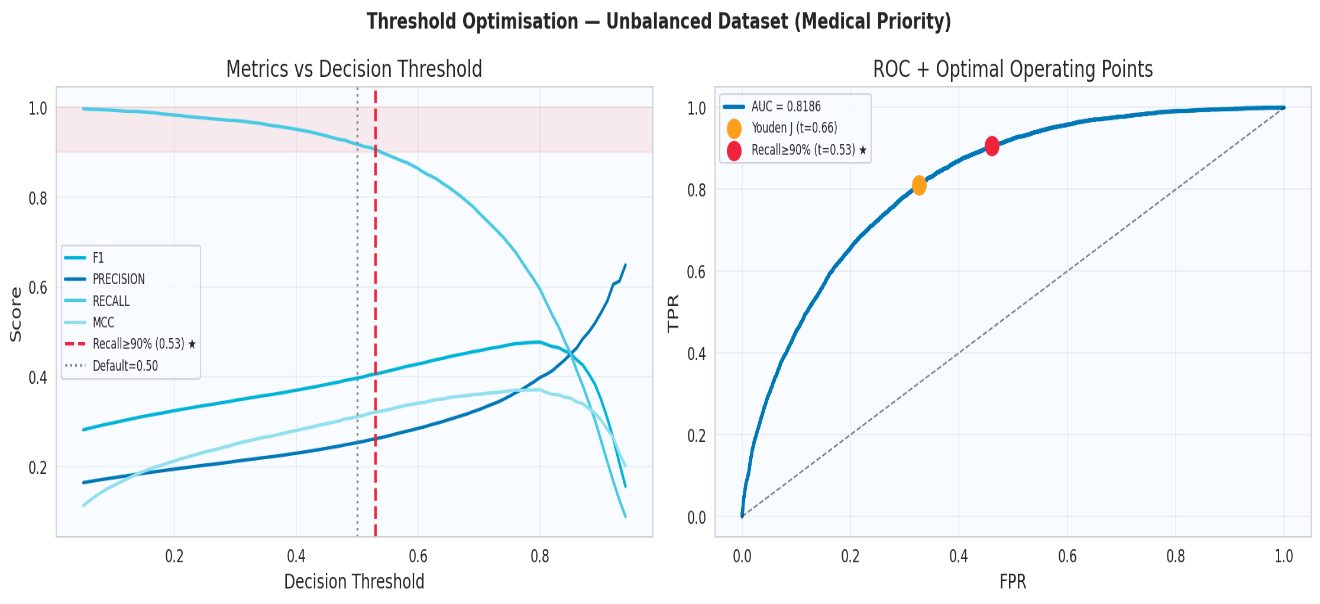 Threshold Optimisation — Unbalanced Dataset (Medical Priority)
Metrics vs Decision Threshold
1.0
0.8
0.6
0.4
0.2
Score
F1
PRECISION
RECALL
MCC
Recall≥90% (0.53) ★
Default=0.50
0.2 0.4 0.6 0.8
Decision Threshold
ROC + Optimal Operating Points
1.0
0.8
0.6
0.4
0.2
0.0
TPR
AUC = 0.8186
Youden J (t=0.66)
Recall≥90% (t=0.53) ★
0.0 0.2 0.4 0.6 0.8 1.0
FPR